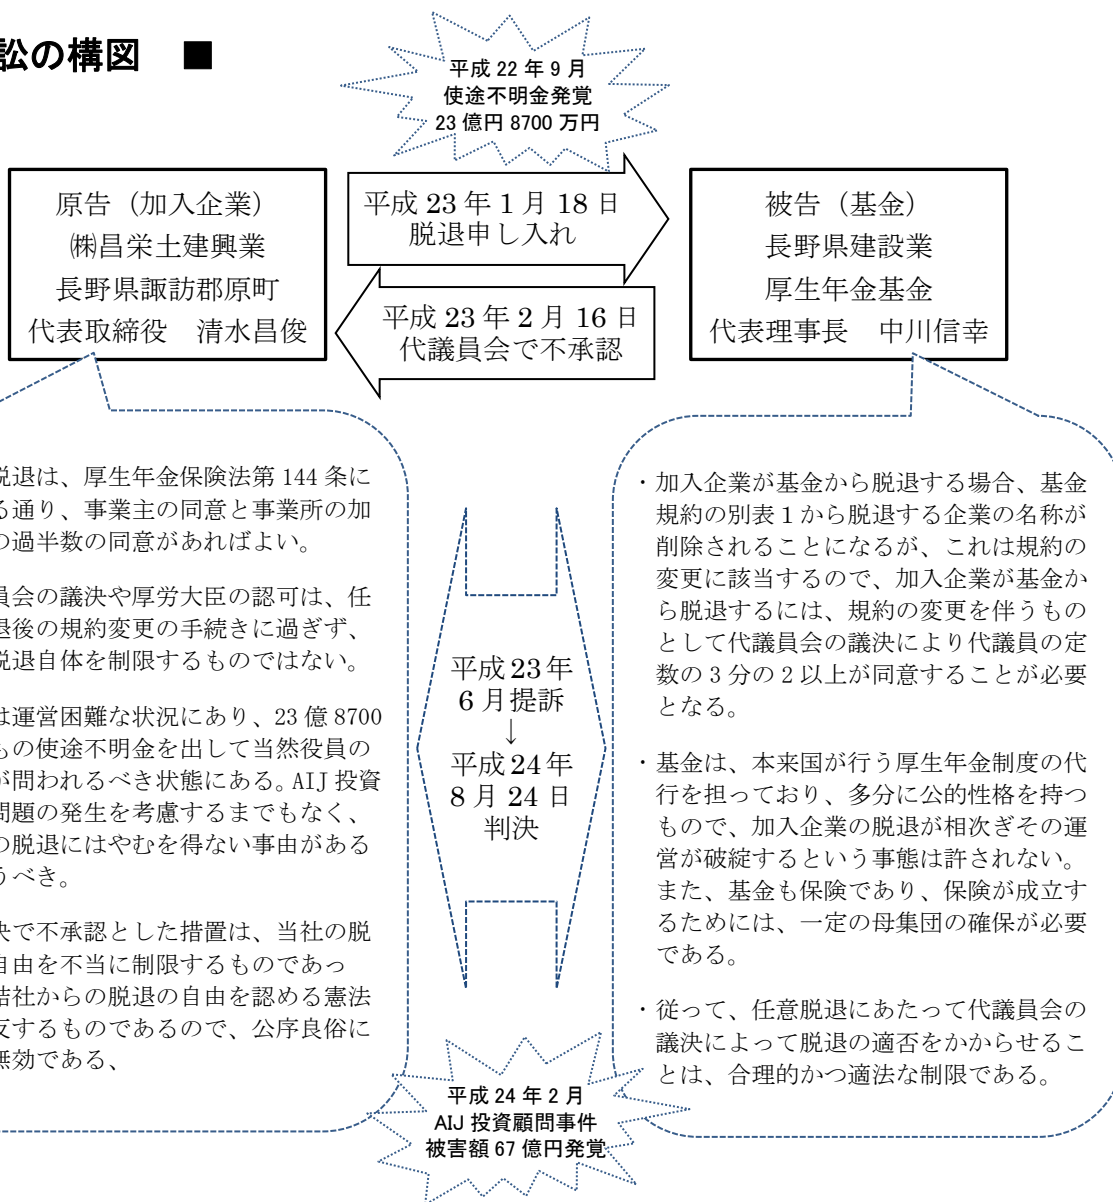 訟の構図 ■
平成 22 年 9 月
使途不明金発覚
23 億円 8700 万円
原告（加入企業）
㈱昌栄土建興業
長野県諏訪郡原町
代表取締役 清水昌俊
平成 23 年 1 月 18 日
脱退申し入れ
平成 23 年 2 月 16 日
代議員会で不承認
被告（基金）
長野県建設業
厚生年金基金
代表理事長 中川信幸
脱退は、厚生年金保険法第 144 条に
る通り、事業主の同意と事業所の加
の過半数の同意があればよい。
員会の議決や厚労大臣の認可は、任
退後の規約変更の手続きに過ぎず、
脱退自体を制限するものではない。
は運営困難な状況にあり、23 億 8700
もの使途不明金を出して当然役員の
が問われるべき状態にある。AIJ 投資
問題の発生を考慮するまでもなく、
の脱退にはやむを得ない事由がある
うべき。
決で不承認とした措置は、当社の脱
自由を不当に制限するものであっ
結社からの脱退の自由を認める憲法
反するものであるので、公序良俗に
無効である、
平成 23 年
6 月提訴
↓
平成 24 年
8 月 24 日
判決
・加入企業が基金から脱退する場合、基金
規約の別表 1 から脱退する企業の名称が
削除されることになるが、これは規約の
変更に該当するので、加入企業が基金か
ら脱退するには、規約の変更を伴うもの
として代議員会の議決により代議員の定
数の 3 分の 2 以上が同意することが必要
となる。
・基金は、本来国が行う厚生年金制度の代
行を担っており、多分に公的性格を持つ
もので、加入企業の脱退が相次ぎその運
営が破綻するという事態は許されない。
また、基金も保険であり、保険が成立す
るためには、一定の母集団の確保が必要
である。
・従って、任意脱退にあたって代議員会の
議決によって脱退の適否をかからせるこ
とは、合理的かつ適法な制限である。
平成 24 年 2 月
AIJ 投資顧問事件
被害額 67 億円発覚